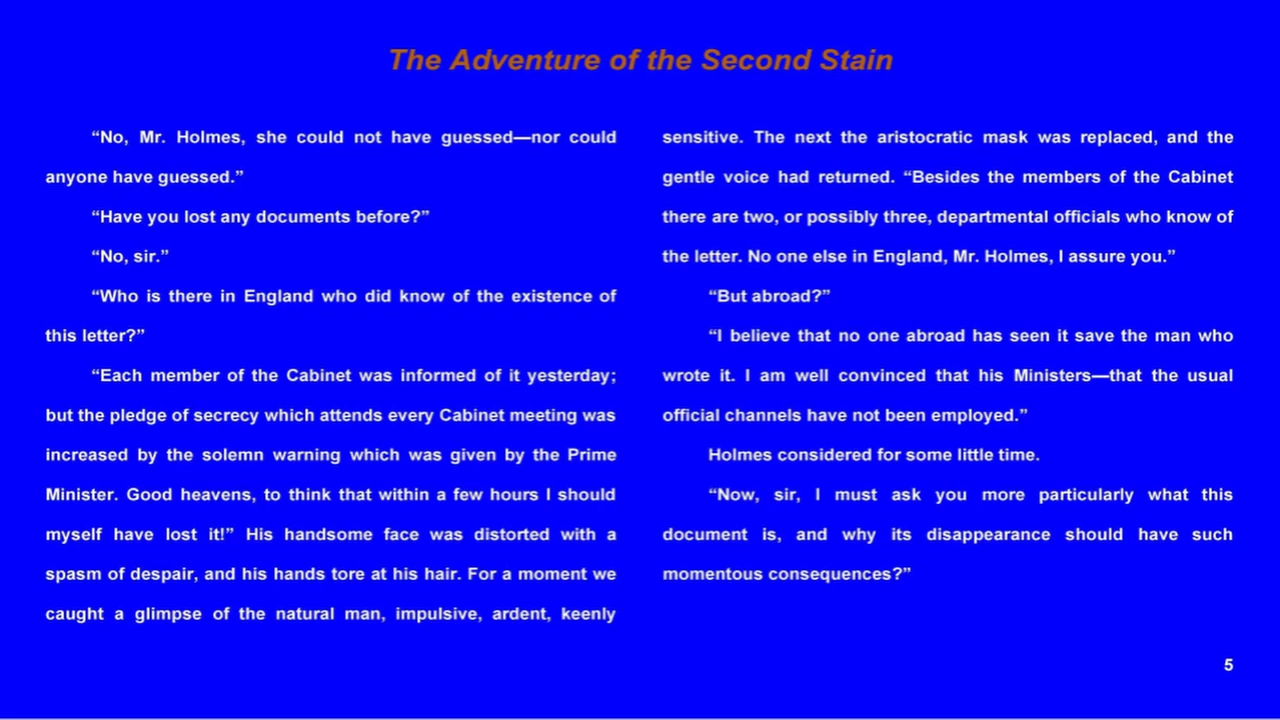 The Adventure of the Second Stain
“No, Mr. Holmes, she could not have guessed—nor could
anyone have guessed.”
“Have you lost any documents before?”
“No, sir.”
“Who is there in England who did know of the existence of
this letter?”
“Each member of the Cabinet was informed of it yesterday;
but the pledge of secrecy which attends every Cabinet meeting was
increased by the solemn warning which was given by the Prime
Minister. Good heavens, to think that within a few hours I should
myself have lost it!” His handsome face was distorted with a
spasm of despair, and his hands tore at his hair. For a moment we
caught a glimpse of the natural man, impulsive, ardent, keenly
sensitive. The next the aristocratic mask was replaced, and the
gentle voice had returned. “Besides the members of the Cabinet
there are two, or possibly three, departmental officials who know of
the letter. No one else in England, Mr. Holmes, I assure you.”
“But abroad?”
“I believe that no one abroad has seen it save the man who
wrote it. I am well convinced that his Ministers—that the usual
official channels have not been employed.”
Holmes considered for some little time.
“Now, sir, I must ask you more particularly what this
document is, and why its disappearance should have such
momentous consequences?”
5